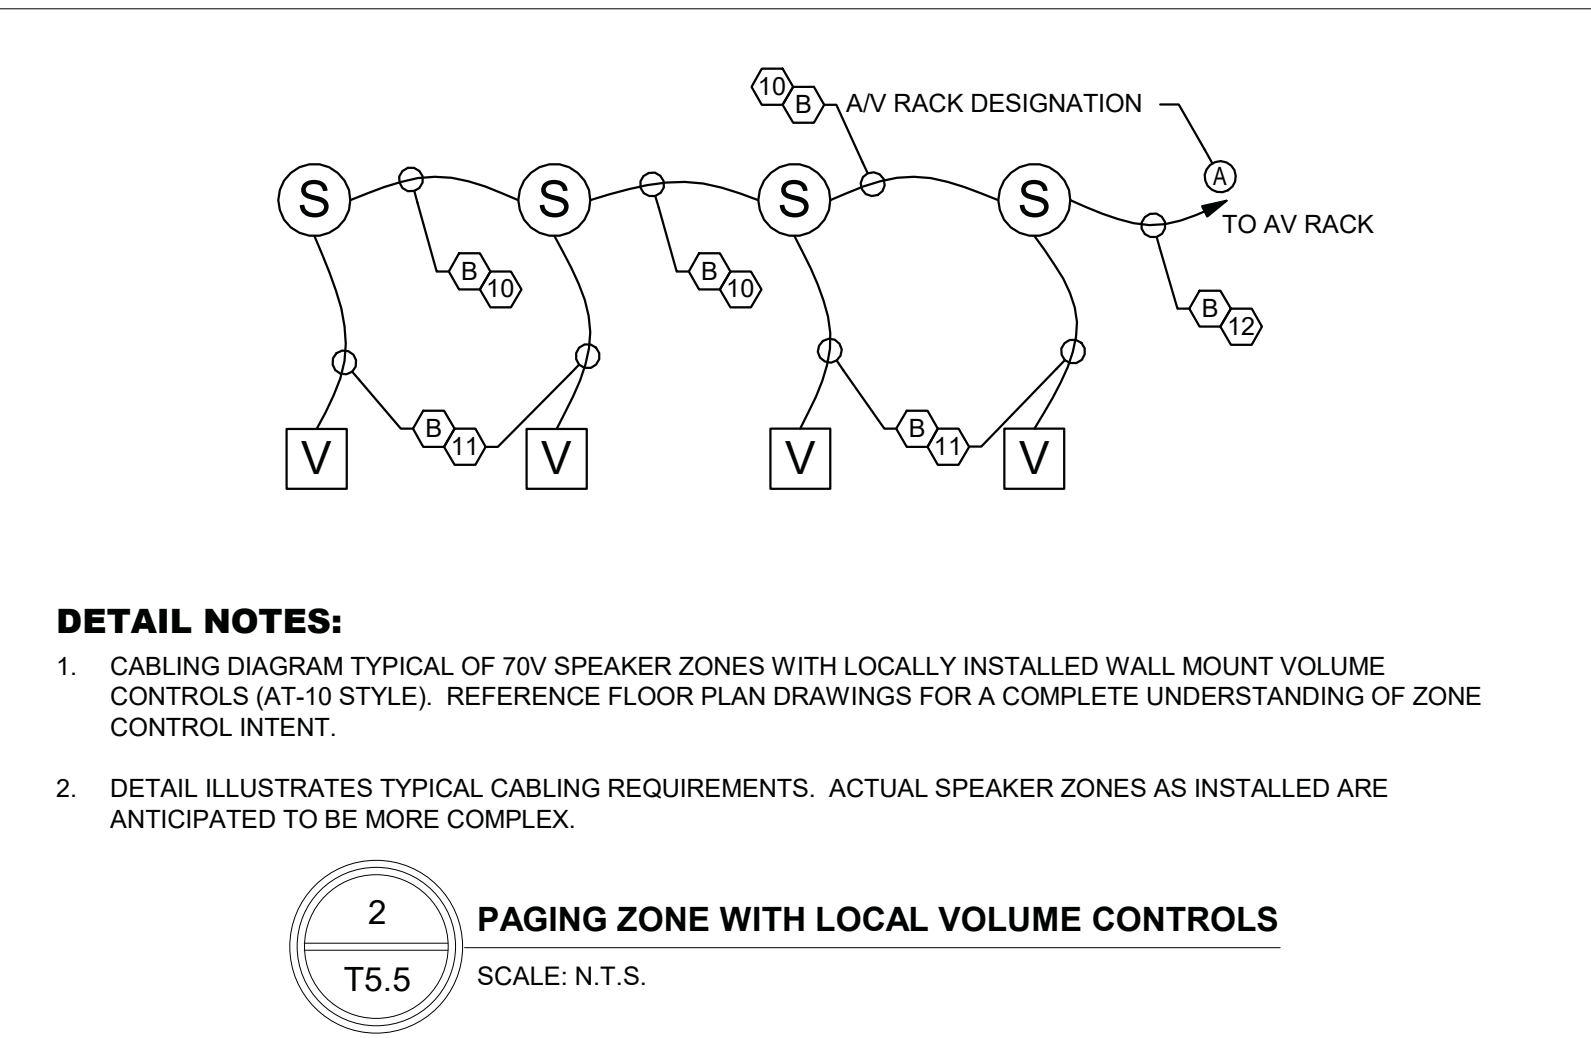 10
B
A/V RACK DESIGNATION
A
S
S
S
S
TO AV RACK
B
10
B
10
B
12
B
11
B
11
V
V
V
V
DETAIL NOTES:
1. CABLING DIAGRAM TYPICAL OF 70V SPEAKER ZONES WITH LOCALLY INSTALLED WALL MOUNT VOLUME
CONTROLS (AT-10 STYLE). REFERENCE FLOOR PLAN DRAWINGS FOR A COMPLETE UNDERSTANDING OF ZONE
CONTROL INTENT.
2. DETAIL ILLUSTRATES TYPICAL CABLING REQUIREMENTS. ACTUAL SPEAKER ZONES AS INSTALLED ARE
ANTICIPATED TO BE MORE COMPLEX.
2
T5.5
PAGING ZONE WITH LOCAL VOLUME CONTROLS
SCALE: N.T.S.